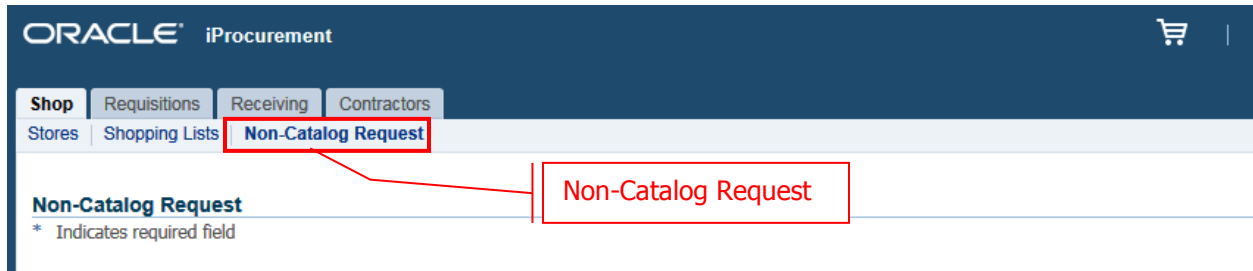 ORACLE® iProcurement
Shop Requisitions Receiving Contractors
Stores | Shopping Lists | Non-Catalog Request
Non-Catalog Request
Non-Catalog Request
* Indicates required field